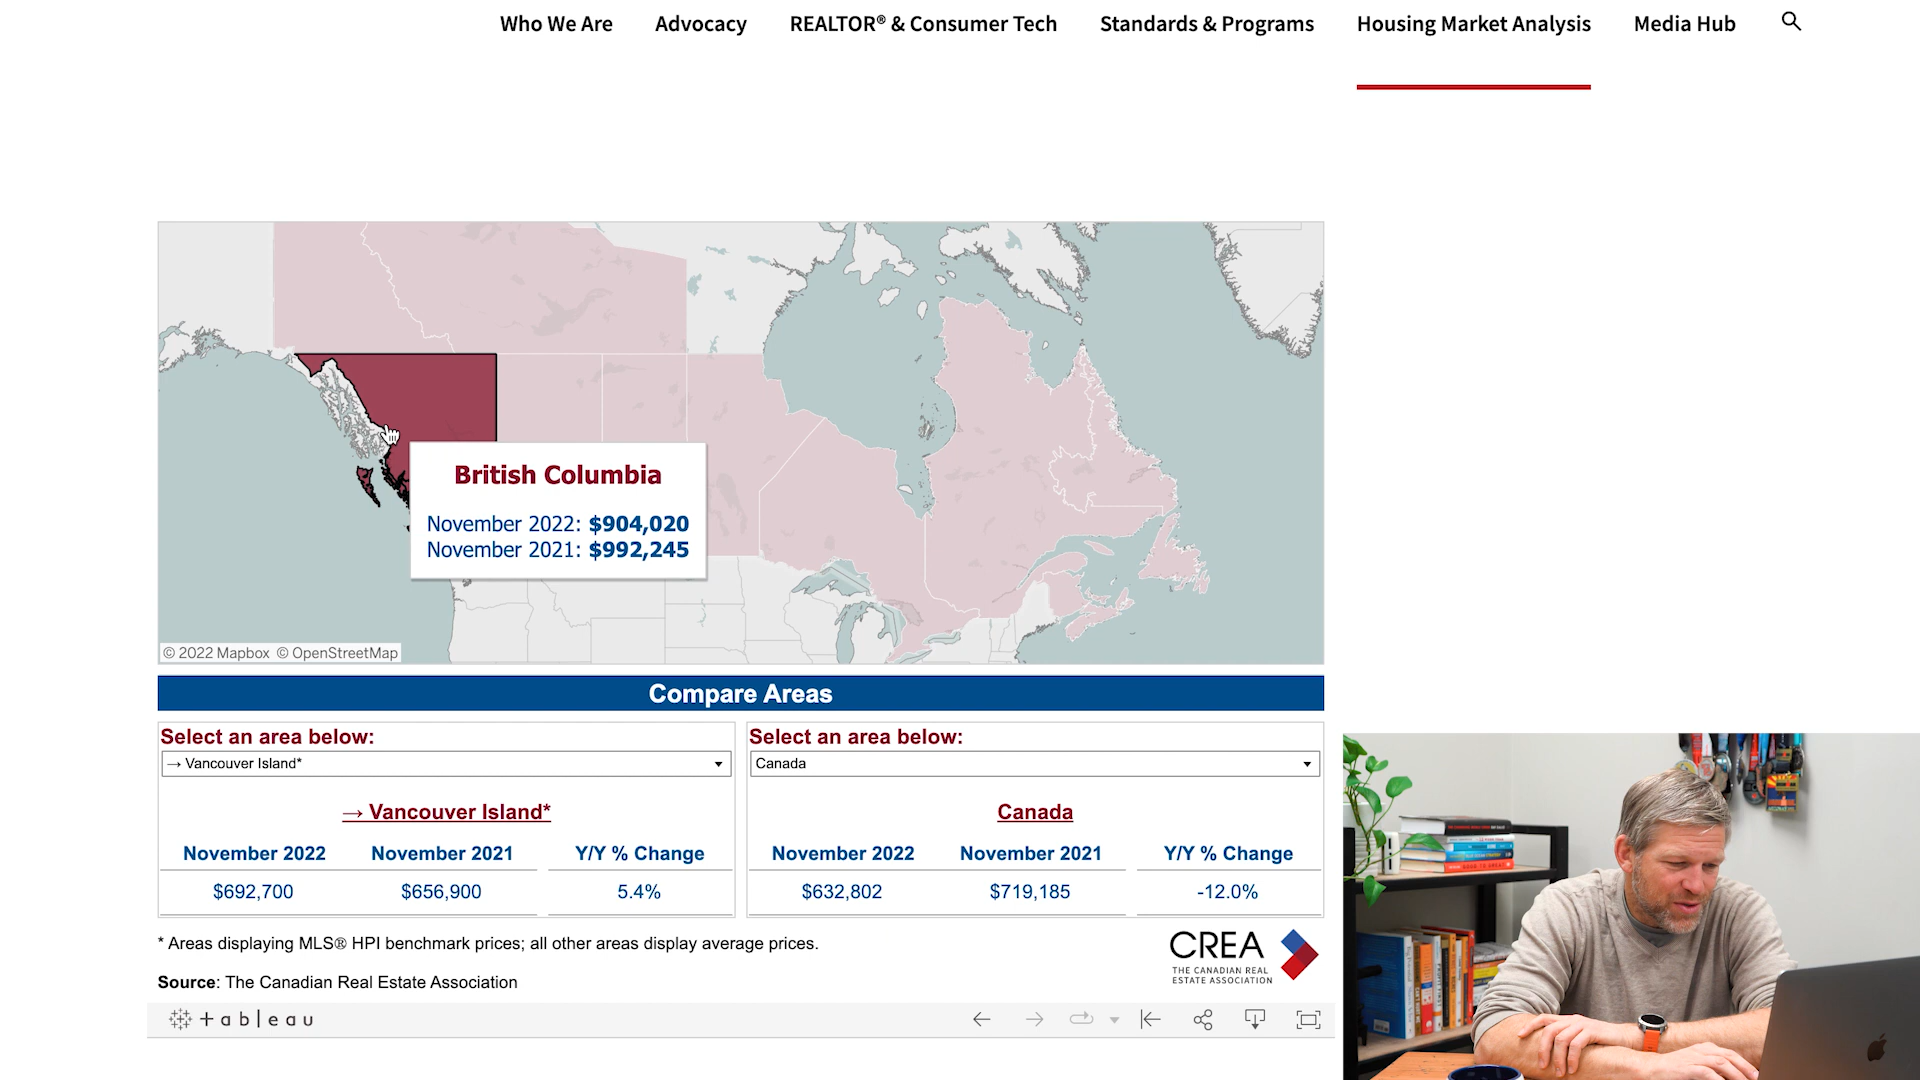 Who We Are
Advocacy
REALTOR® & Consumer Tech
Standards & Programs
Housing Market Analysis
Media Hub
British Columbia
November 2022: $904,020
November 2021: $992,245
© 2022 Mapbox © OpenStreetMap
Compare Areas
Select an area below:
→ Vancouver Island*
→ Vancouver Island*
November 2022 November 2021 Y/Y % Change
$692,700 $656,900 5.4%
Select an area below:
Canada
Canada
November 2022 November 2021 Y/Y % Change
$632,802 $719,185 -12.0%
* Areas displaying MLS® HPI benchmark prices; all other areas display average prices.
Source: The Canadian Real Estate Association
CREA
THE CANADIAN REAL
ESTATE ASSOCIATION
+ableau